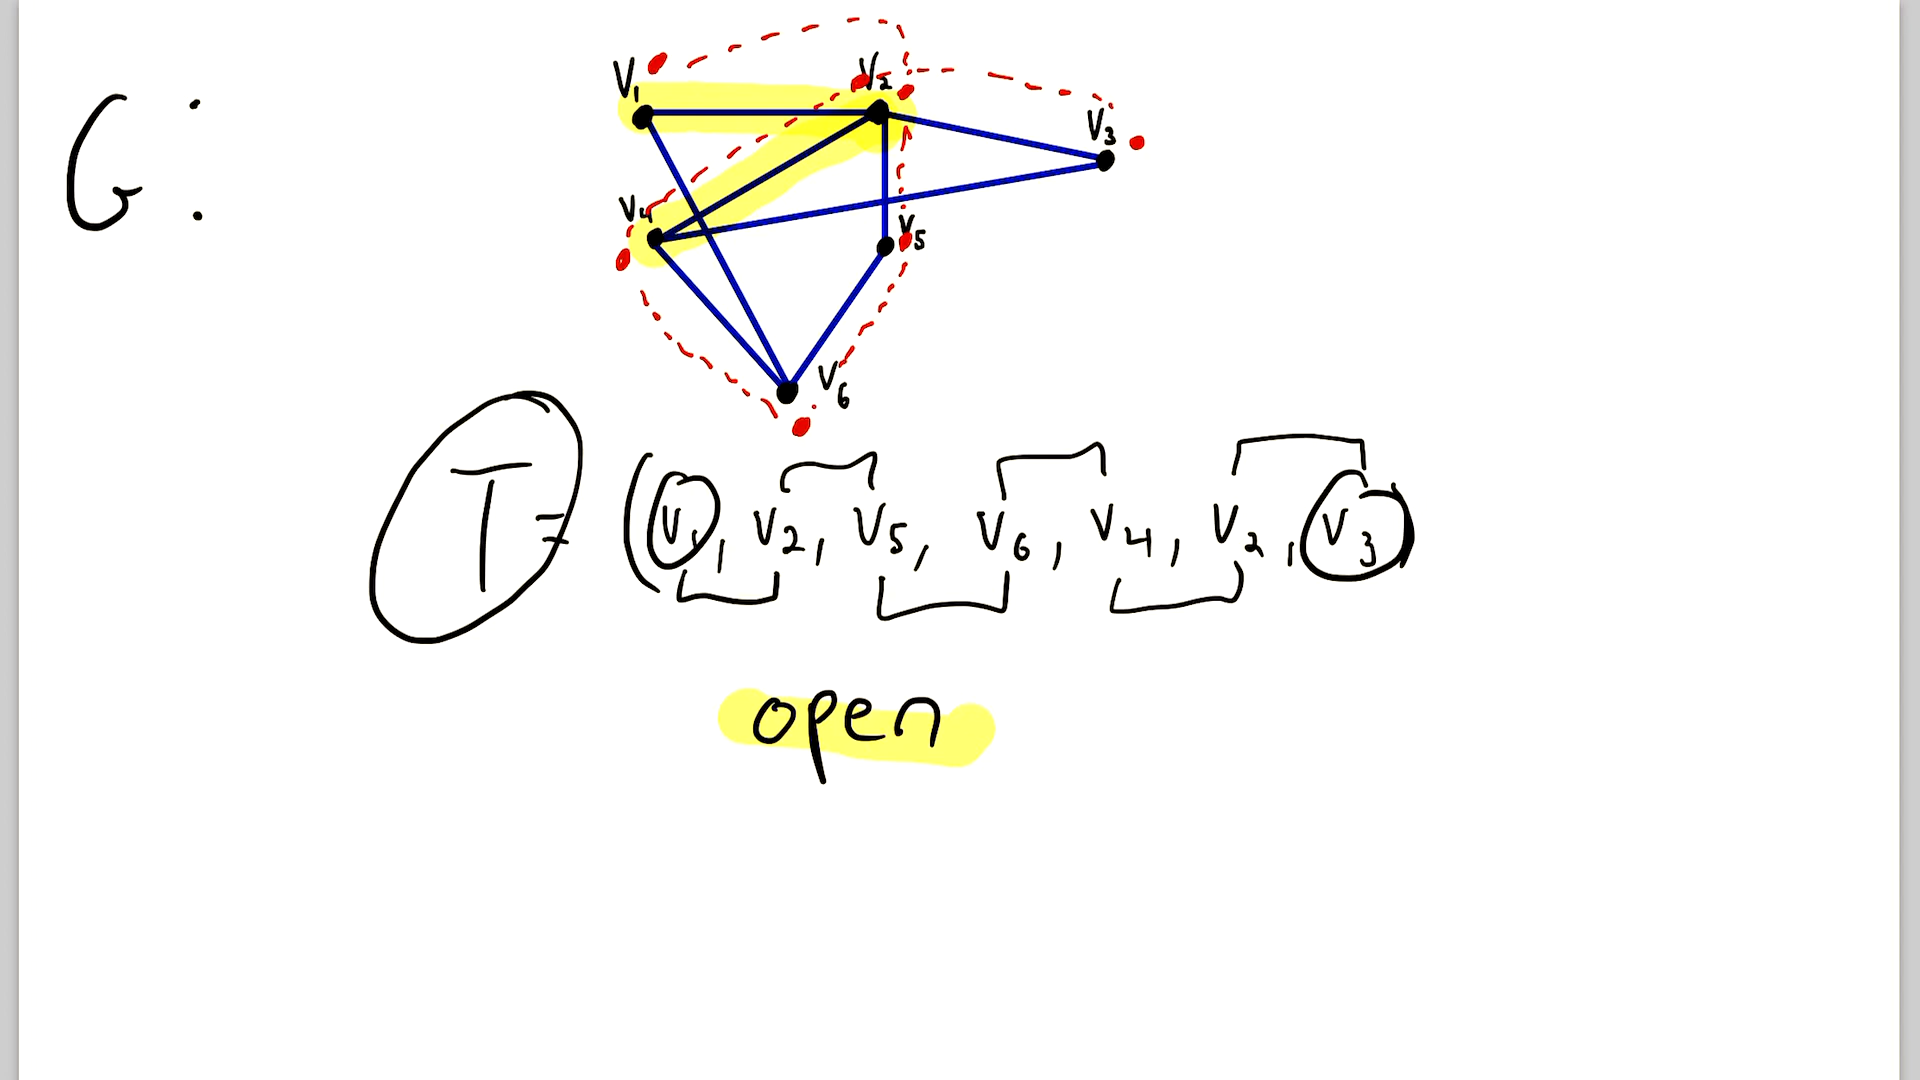 G:
V₁ V₂
V₃
V₄ V₅
V₆
T = (V₁, V₂, V₅, V₆, V₄, V₂, V₃)
open